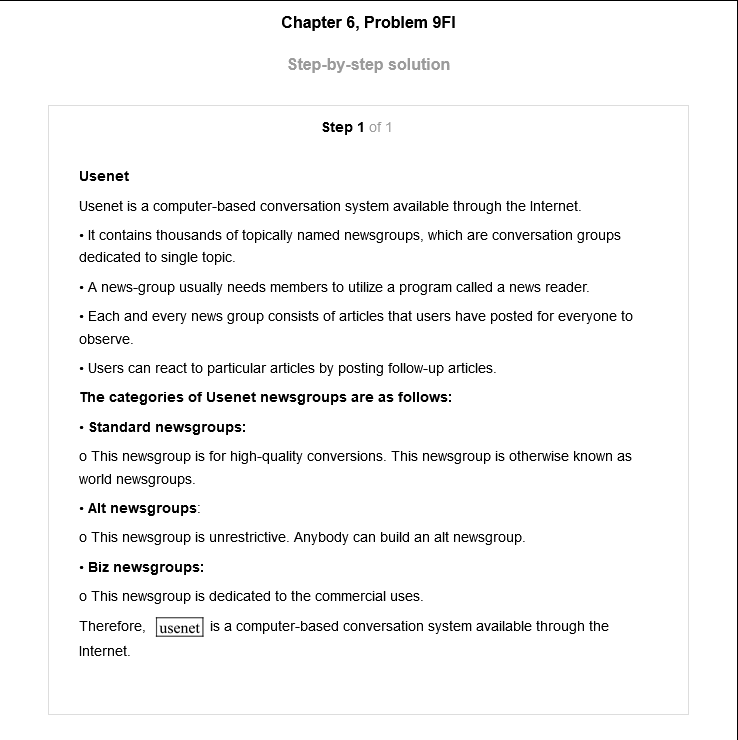 Chapter 6, Problem 9FI
Step-by-step solution
Step 1 of 1
Usenet
Usenet is a computer-based conversation system available through the Internet.
• It contains thousands of topically named newsgroups, which are conversation groups
dedicated to single topic.
• A news-group usually needs members to utilize a program called a news reader.
• Each and every news group consists of articles that users have posted for everyone to
observe.
• Users can react to particular articles by posting follow-up articles.
The categories of Usenet newsgroups are as follows:
• Standard newsgroups:
o This newsgroup is for high-quality conversions. This newsgroup is otherwise known as
world newsgroups.
• Alt newsgroups:
o This newsgroup is unrestrictive. Anybody can build an alt newsgroup.
• Biz newsgroups:
o This newsgroup is dedicated to the commercial uses.
Therefore, usenet is a computer-based conversation system available through the
Internet.